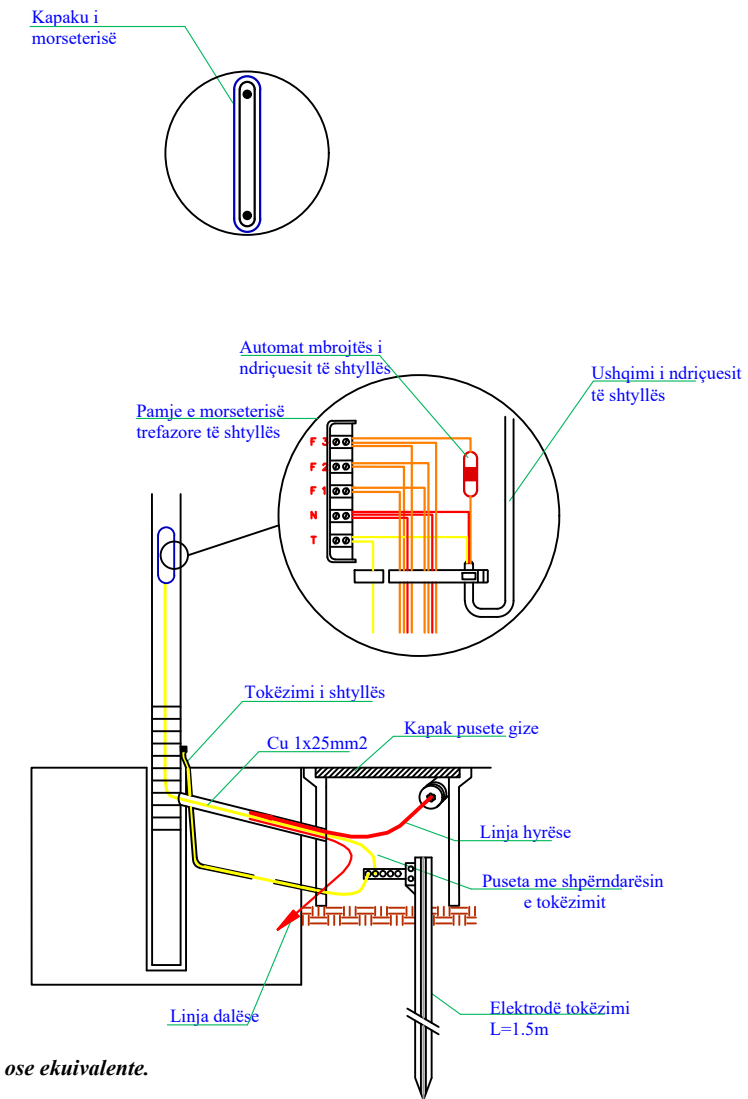 Kapaku i
morseterisë
Automat mbrojtës i
ndriçuesit të shtyllës
Ushqimi i ndriçuesit
të shtyllës
Pamje e morseterisë
trefazore të shtyllës
F 3
F 2
F 1
N
T
Tokëzimi i shtyllës
Kapak pusete gize
Cu 1x25mm2
Linja hyrëse
Puseta me shpërndarësin
e tokëzimit
Linja dalëse
Elektrodë tokëzimi
L=1.5m
ose ekuivalente.